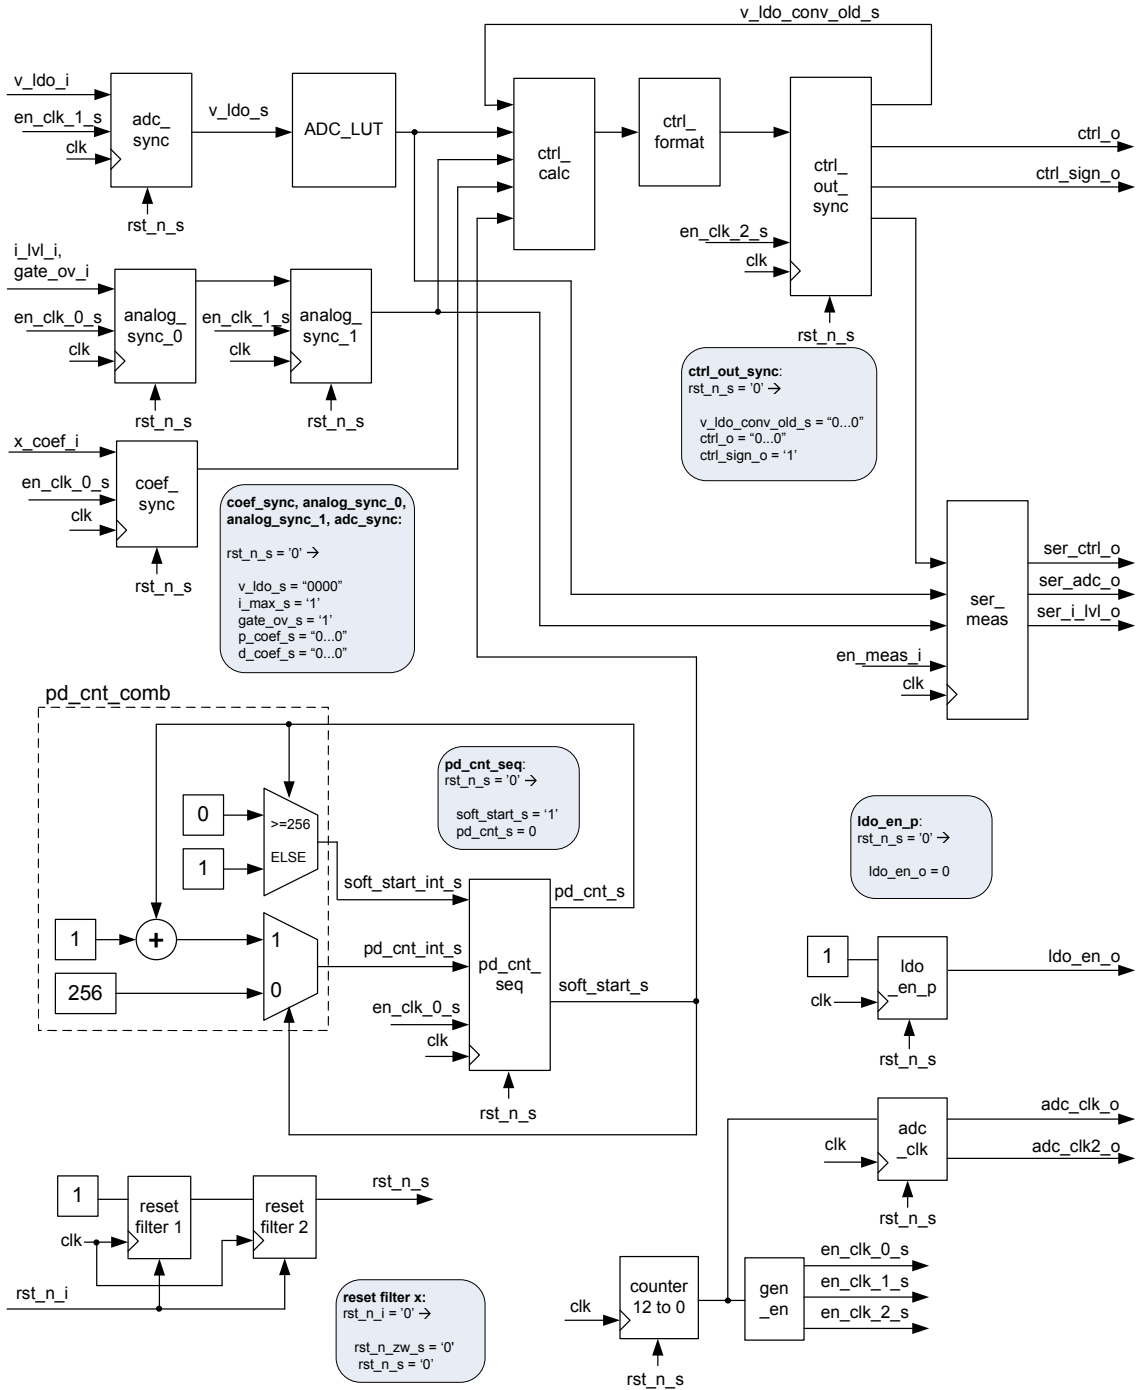 v_ldo_conv_old_s
v_ldo_i
en_clk_1_s
clk
adc_
sync
rst_n_s
v_ldo_s
ADC_LUT
ctrl_
calc
ctrl_
format
ctrl_
out_
sync
en_clk_2_s
clk
rst_n_s
ctrl_o
ctrl_sign_o
i_lvl_i,
gate_ov_i
en_clk_0_s
clk
analog_
sync_0
rst_n_s
en_clk_1_s
clk
analog_
sync_1
rst_n_s
ctrl_out_sync:
rst_n_s = '0' →
v_ldo_conv_old_s = “0...0”
ctrl_o = “0...0”
ctrl_sign_o = ‘1’
x_coef_i
en_clk_0_s
clk
coef_
sync
rst_n_s
coef_sync, analog_sync_0,
analog_sync_1, adc_sync:
rst_n_s = '0' →
v_ldo_s = “0000”
i_max_s = ‘1’
gate_ov_s = ‘1’
p_coef_s = “0...0”
d_coef_s = “0...0”
ser_
meas
en_meas_i
clk
ser_ctrl_o
ser_adc_o
ser_i_lvl_o
pd_cnt_comb
0
1
>=256
ELSE
1
+
256
1
0
soft_start_int_s
pd_cnt_int_s
en_clk_0_s
clk
pd_cnt_
seq
rst_n_s
pd_cnt_s
soft_start_s
pd_cnt_seq:
rst_n_s = '0' →
soft_start_s = ‘1’
pd_cnt_s = 0
ldo_en_p:
rst_n_s = '0' →
ldo_en_o = 0
1
clk
ldo
_en_p
rst_n_s
ldo_en_o
clk
adc
_clk
rst_n_s
adc_clk_o
adc_clk2_o
1
clk
reset
filter 1
reset
filter 2
rst_n_s
rst_n_i
reset filter x:
rst_n_i = '0' →
rst_n_zw_s = '0'
rst_n_s = ‘0’
clk
counter
12 to 0
rst_n_s
gen
_en
en_clk_0_s
en_clk_1_s
en_clk_2_s